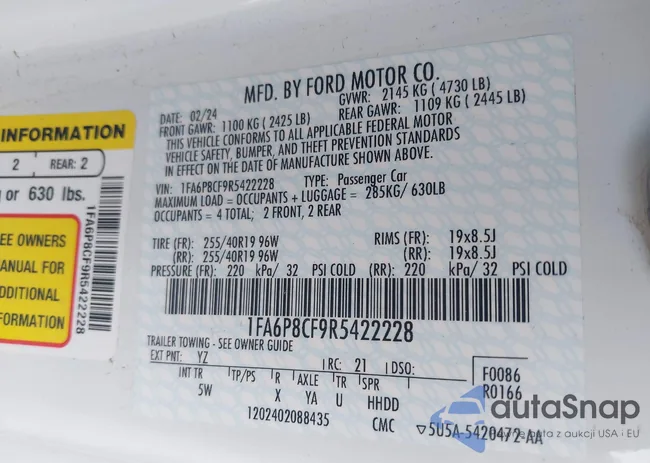 INFORMATION
2 REAR: 2
or 630 lbs.
SEE OWNERS
MANUAL FOR
ADDITIONAL
INFORMATION
1FA6P8CF9R5422228
MFD. BY FORD MOTOR CO.
DATE: 02/24 GVWR: 2145 KG ( 4730 LB)
FRONT GAWR: 1100 KG ( 2425 LB) REAR GAWR: 1109 KG ( 2445 LB)
THIS VEHICLE CONFORMS TO ALL APPLICABLE FEDERAL MOTOR
VEHICLE SAFETY, BUMPER, AND THEFT PREVENTION STANDARDS
IN EFFECT ON THE DATE OF MANUFACTURE SHOWN ABOVE.
VIN: 1FA6P8CF9R5422228 TYPE: Passenger Car
MAXIMUM LOAD = OCCUPANTS + LUGGAGE = 285KG/ 630LB
OCCUPANTS = 4 TOTAL; 2 FRONT, 2 REAR
TIRE (FR): 255/40R19 96W RIMS (FR): 19x8.5J
(RR): 255/40R19 96W (RR): 19x8.5J
PRESSURE (FR): 220 kPa/ 32 PSI COLD (RR): 220 kPa/ 32 PSI COLD
1FA6P8CF9R5422228
TRAILER TOWING - SEE OWNER GUIDE
EXT PNT: YZ RC: 21 DSO: F0086
INT TR TP/PS R AXLE TR SPR R0166
5W X YA U HHDD
1202402088435 CMC ▽5U5A-5420472-AA
autaSnap
z aukcji USA i EU